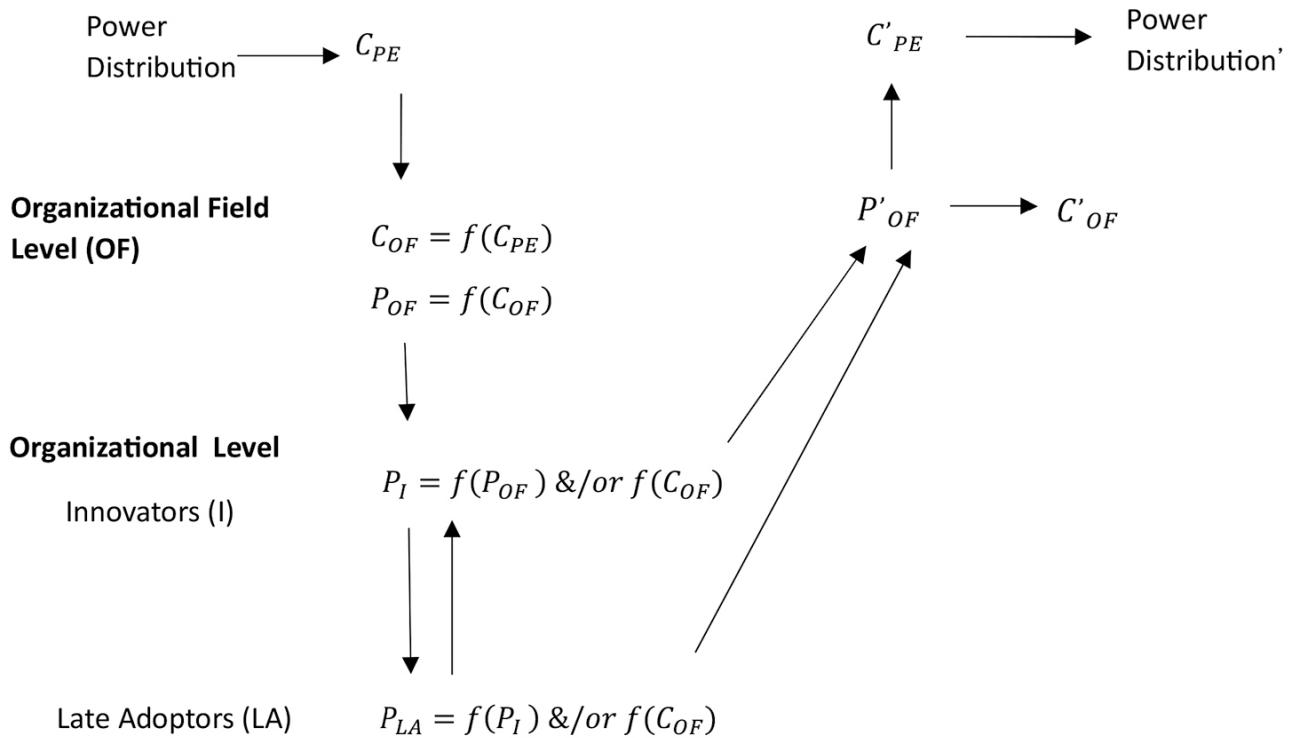 Power
Distribution
C_PE
C’_PE
Power
Distribution’
Organizational Field
Level (OF)
C_OF = f(C_PE)
P_OF = f(C_OF)
P’_OF
C’_OF
Organizational Level
Innovators (I)
P_I = f(P_OF) &/or f(C_OF)
Late Adoptors (LA)
P_LA = f(P_I) &/or f(C_OF)